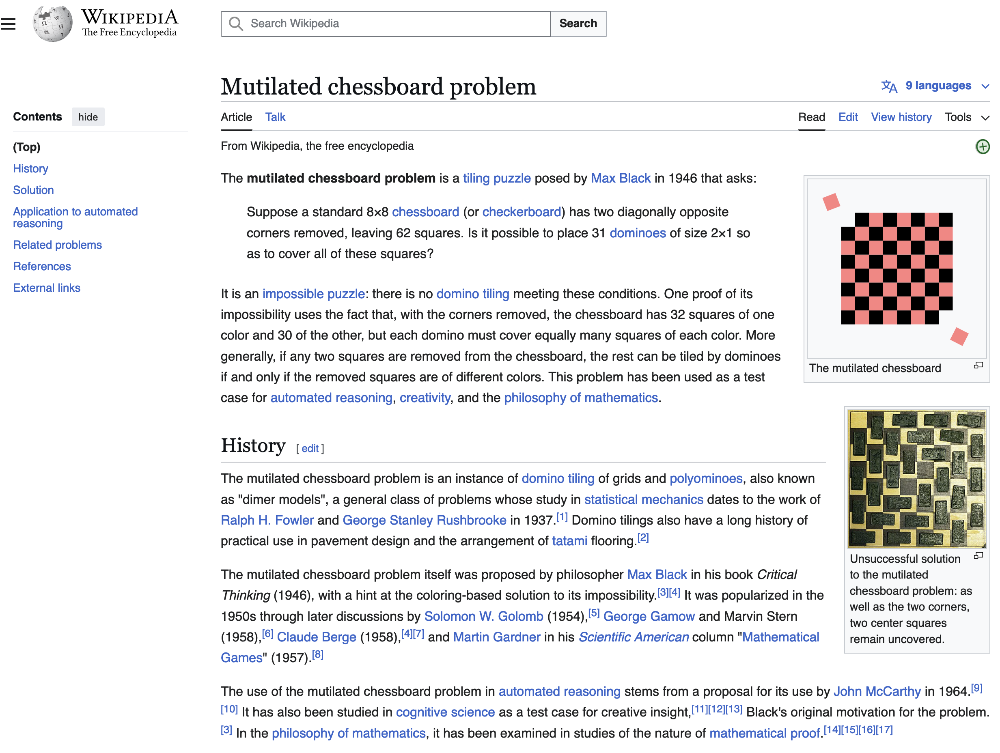 WIKIPEDIA
The Free Encyclopedia
Search Wikipedia
Search
Mutilated chessboard problem
9 languages
Contents
hide
Article
Talk
Read
Edit
View history
Tools
(Top)
History
Solution
Application to automated
reasoning
Related problems
References
External links
From Wikipedia, the free encyclopedia
The mutilated chessboard problem is a tiling puzzle posed by Max Black in 1946 that asks:
Suppose a standard 8×8 chessboard (or checkerboard) has two diagonally opposite
corners removed, leaving 62 squares. Is it possible to place 31 dominoes of size 2×1 so
as to cover all of these squares?
It is an impossible puzzle: there is no domino tiling meeting these conditions. One proof of its
impossibility uses the fact that, with the corners removed, the chessboard has 32 squares of one
color and 30 of the other, but each domino must cover equally many squares of each color. More
generally, if any two squares are removed from the chessboard, the rest can be tiled by dominoes
if and only if the removed squares are of different colors. This problem has been used as a test
case for automated reasoning, creativity, and the philosophy of mathematics.
The mutilated chessboard
History [ edit ]
The mutilated chessboard problem is an instance of domino tiling of grids and polyominoes, also known
as "dimer models", a general class of problems whose study in statistical mechanics dates to the work of
Ralph H. Fowler and George Stanley Rushbrooke in 1937.[1] Domino tilings also have a long history of
practical use in pavement design and the arrangement of tatami flooring.[2]
The mutilated chessboard problem itself was proposed by philosopher Max Black in his book Critical
Thinking (1946), with a hint at the coloring-based solution to its impossibility.[3][4] It was popularized in the
1950s through later discussions by Solomon W. Golomb (1954),[5] George Gamow and Marvin Stern
(1958),[6] Claude Berge (1958),[4][7] and Martin Gardner in his Scientific American column "Mathematical
Games" (1957).[8]
Unsuccessful solution
to the mutilated
chessboard problem: as
well as the two corners,
two center squares
remain uncovered.
The use of the mutilated chessboard problem in automated reasoning stems from a proposal for its use by John McCarthy in 1964.[9]
[10] It has also been studied in cognitive science as a test case for creative insight,[11][12][13] Black's original motivation for the problem.
[3] In the philosophy of mathematics, it has been examined in studies of the nature of mathematical proof.[14][15][16][17]